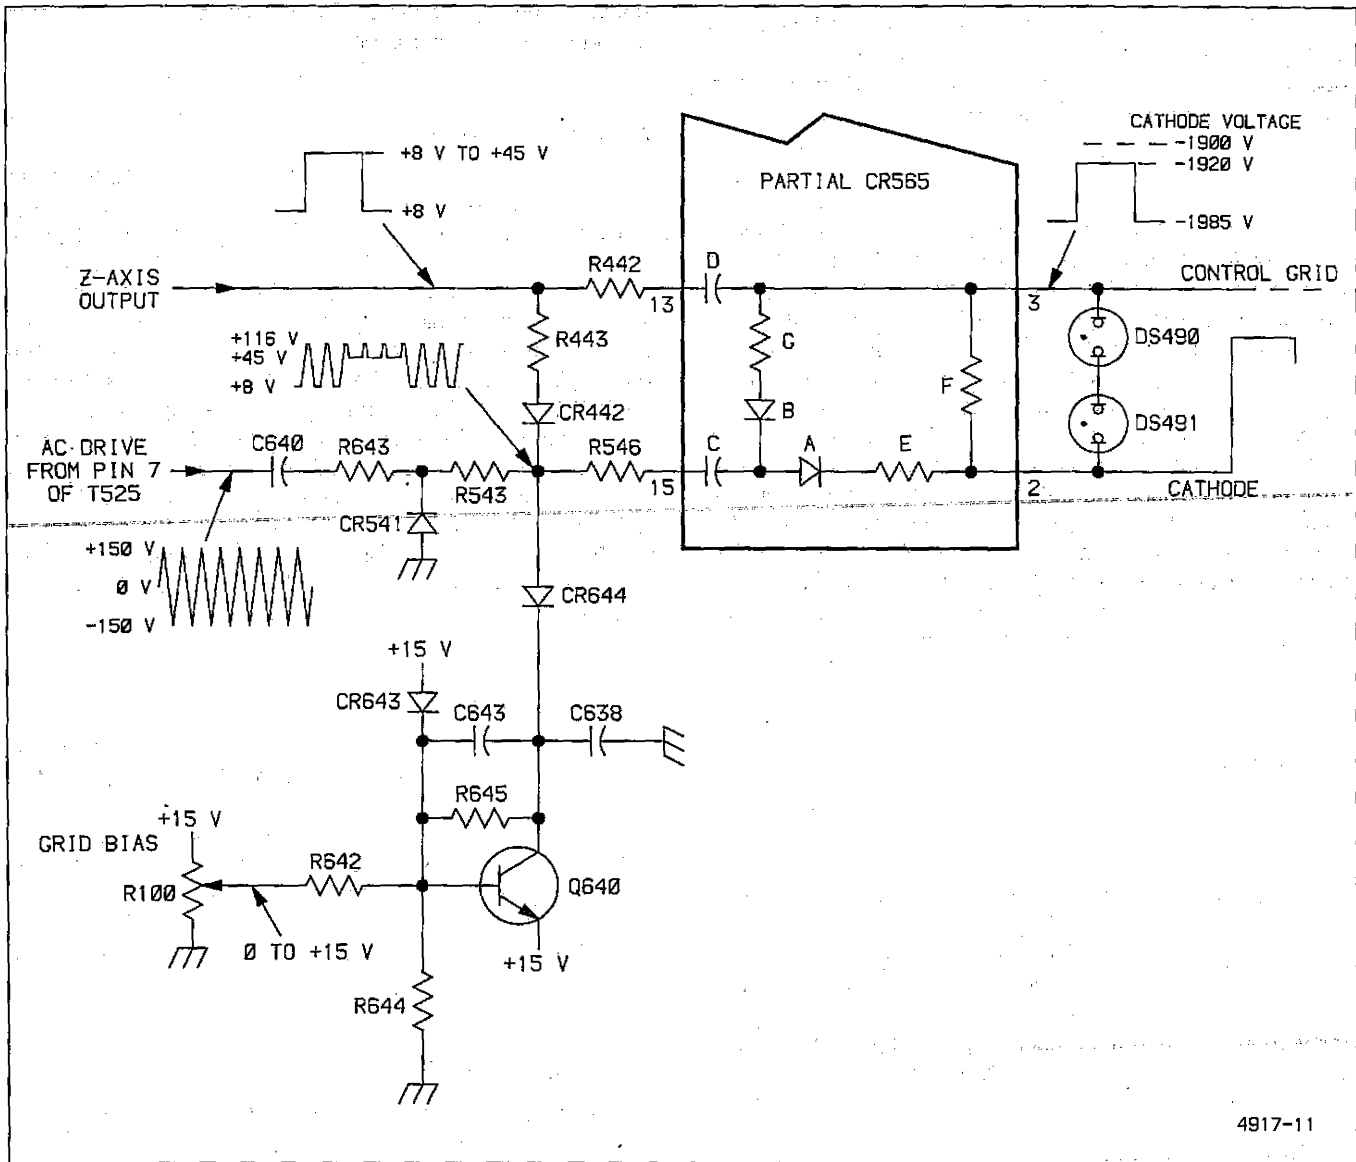 CATHODE VOLTAGE
-1900 V
-1920 V
-1985 V
+8 V TO +45 V
+8 V
PARTIAL CR565
Z-AXIS
OUTPUT
R442
13
D
3
CONTROL GRID
+116 V
+45 V
+8 V
R443
G
F
DS490
CR442
B
DS491
AC DRIVE
FROM PIN 7
OF T525
C640
R643
R543
R546
15
C
A
E
2
CATHODE
CR541
+150 V
0 V
-150 V
CR644
+15 V
CR643
C643
C638
R645
+15 V
GRID BIAS
R100
R642
Q640
0 TO +15 V
+15 V
R644
4917-11